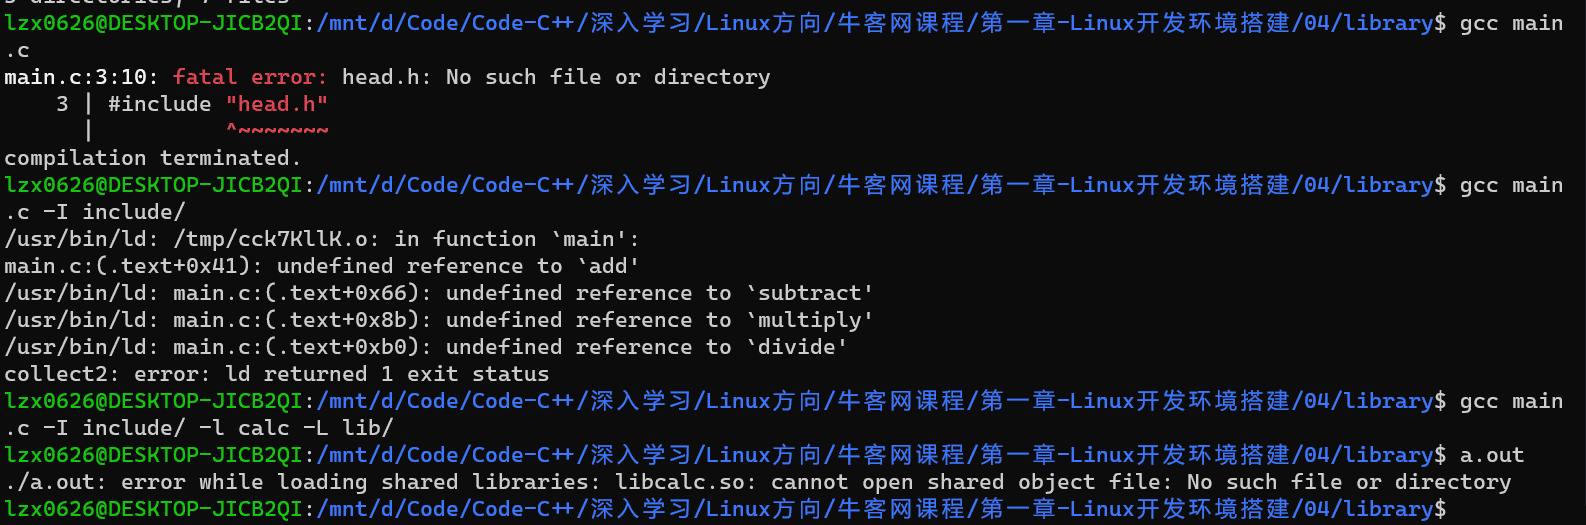 lzx0626@DESKTOP-JICB2QI:/mnt/d/Code/Code-C++/深入学习/Linux方向/牛客网课程/第一章-Linux开发环境搭建/04/library$ gcc main
.c
main.c:3:10: fatal error: head.h: No such file or directory
    3 | #include "head.h"
      |          ^~~~~~~~
compilation terminated.
lzx0626@DESKTOP-JICB2QI:/mnt/d/Code/Code-C++/深入学习/Linux方向/牛客网课程/第一章-Linux开发环境搭建/04/library$ gcc main
.c -I include/
/usr/bin/ld: /tmp/cck7KllK.o: in function `main':
main.c:(.text+0x41): undefined reference to `add'
/usr/bin/ld: main.c:(.text+0x66): undefined reference to `subtract'
/usr/bin/ld: main.c:(.text+0x8b): undefined reference to `multiply'
/usr/bin/ld: main.c:(.text+0xb0): undefined reference to `divide'
collect2: error: ld returned 1 exit status
lzx0626@DESKTOP-JICB2QI:/mnt/d/Code/Code-C++/深入学习/Linux方向/牛客网课程/第一章-Linux开发环境搭建/04/library$ gcc main
.c -I include/ -l calc -L lib/
lzx0626@DESKTOP-JICB2QI:/mnt/d/Code/Code-C++/深入学习/Linux方向/牛客网课程/第一章-Linux开发环境搭建/04/library$ a.out
./a.out: error while loading shared libraries: libcalc.so: cannot open shared object file: No such file or directory
lzx0626@DESKTOP-JICB2QI:/mnt/d/Code/Code-C++/深入学习/Linux方向/牛客网课程/第一章-Linux开发环境搭建/04/library$